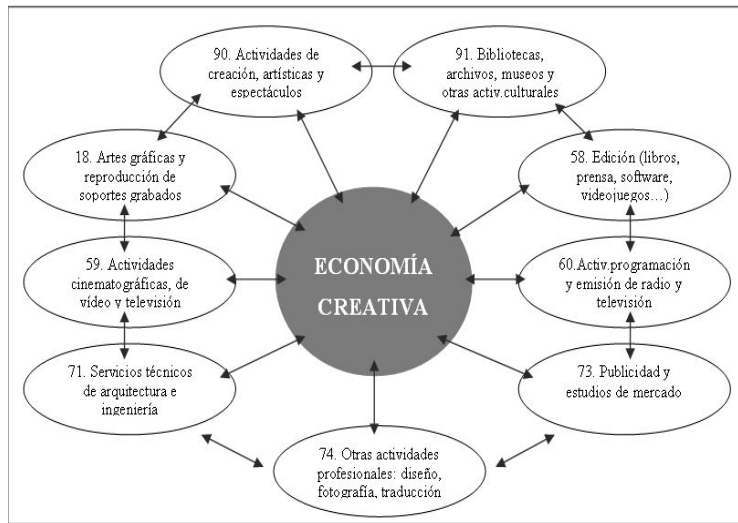 90. Actividades de
creación, artísticas y
espectáculos
91. Bibliotecas,
archivos, museos y
otras activ.culturales
18. Artes gráficas y
reproducción de
soportes grabados
58. Edición (libros,
prensa, software,
videojuegos...)
ECONOMÍA
CREATIVA
59. Actividades
cinematográficas, de
vídeo y televisión
60.Activ.programación
y emisión de radio y
televisión
71. Servicios técnicos
de arquitectura e
ingeniería
73. Publicidad y
estudios de mercado
74. Otras actividades
profesionales: diseño,
fotografía, traducción